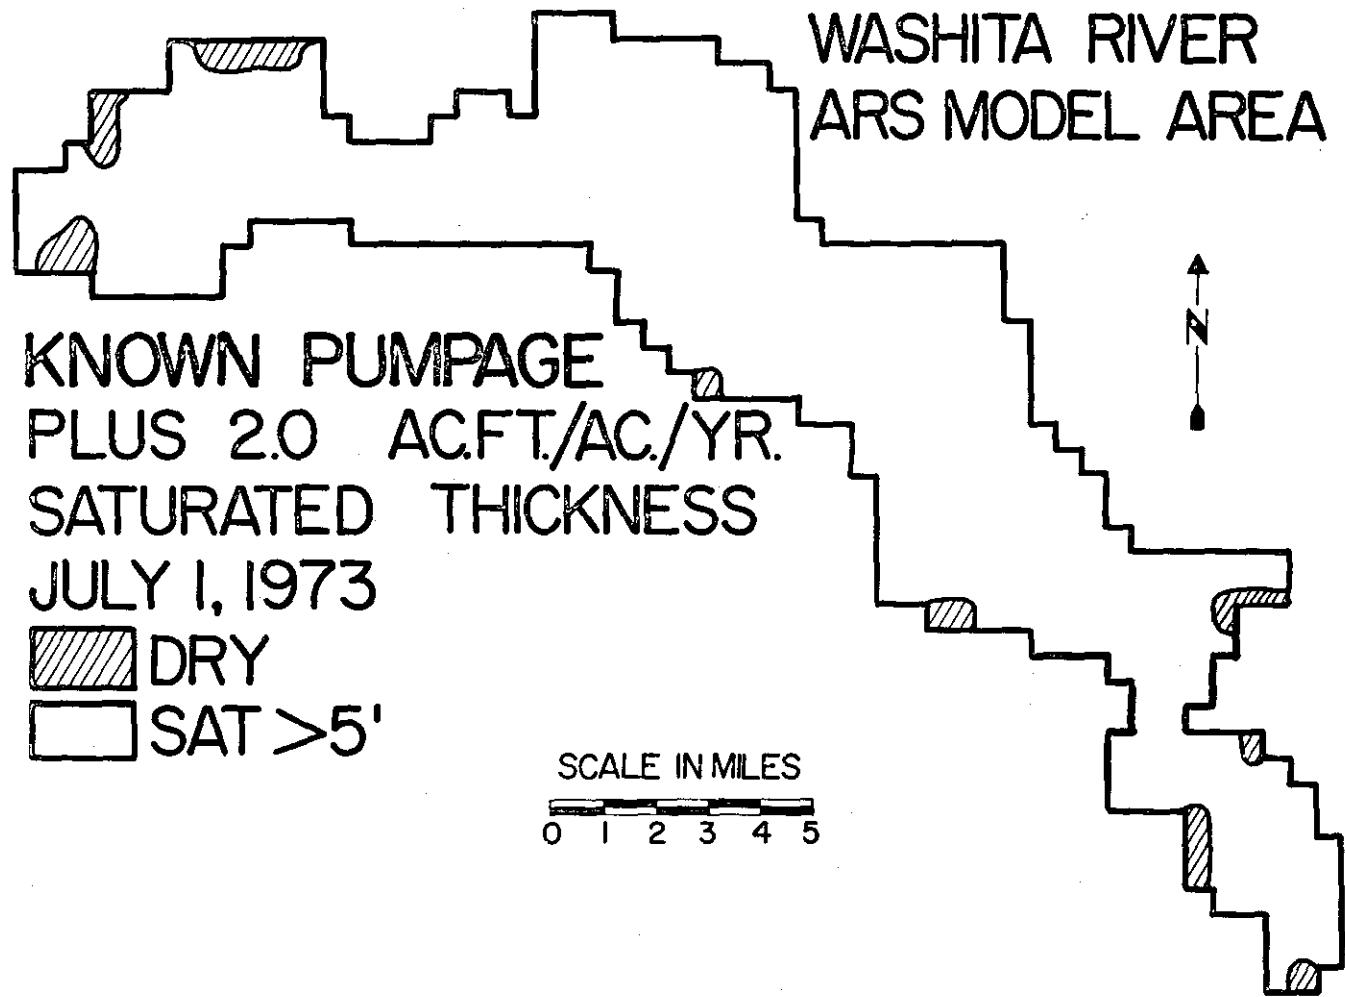 WASHITA RIVER
ARS MODEL AREA
N
KNOWN PUMPAGE
PLUS 2.0 AC.FT./AC./YR.
SATURATED THICKNESS
JULY 1, 1973
DRY
SAT >5'
SCALE IN MILES
0 1 2 3 4 5